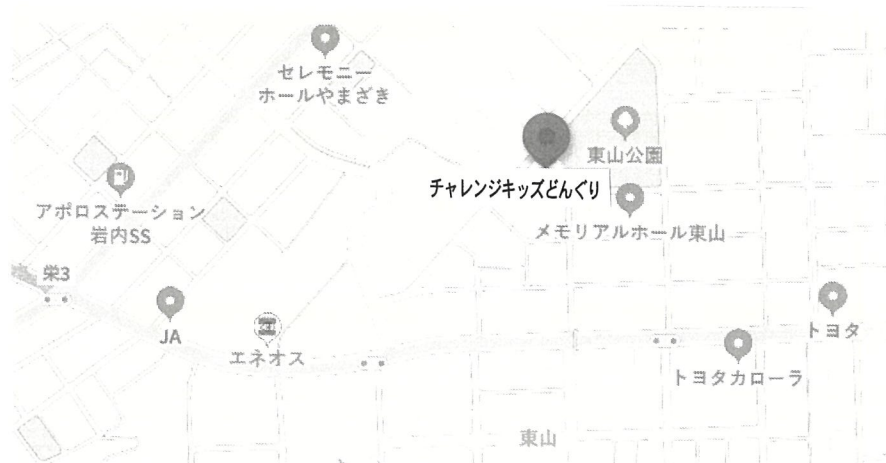 セレモニー
ホールやまざき
東山公園
チャレンジキッズどんぐり
アポロステーション
岩内SS
メモリアルホール東山
栄3
JA
エネオス
トヨタ
トヨタカローラ
東山